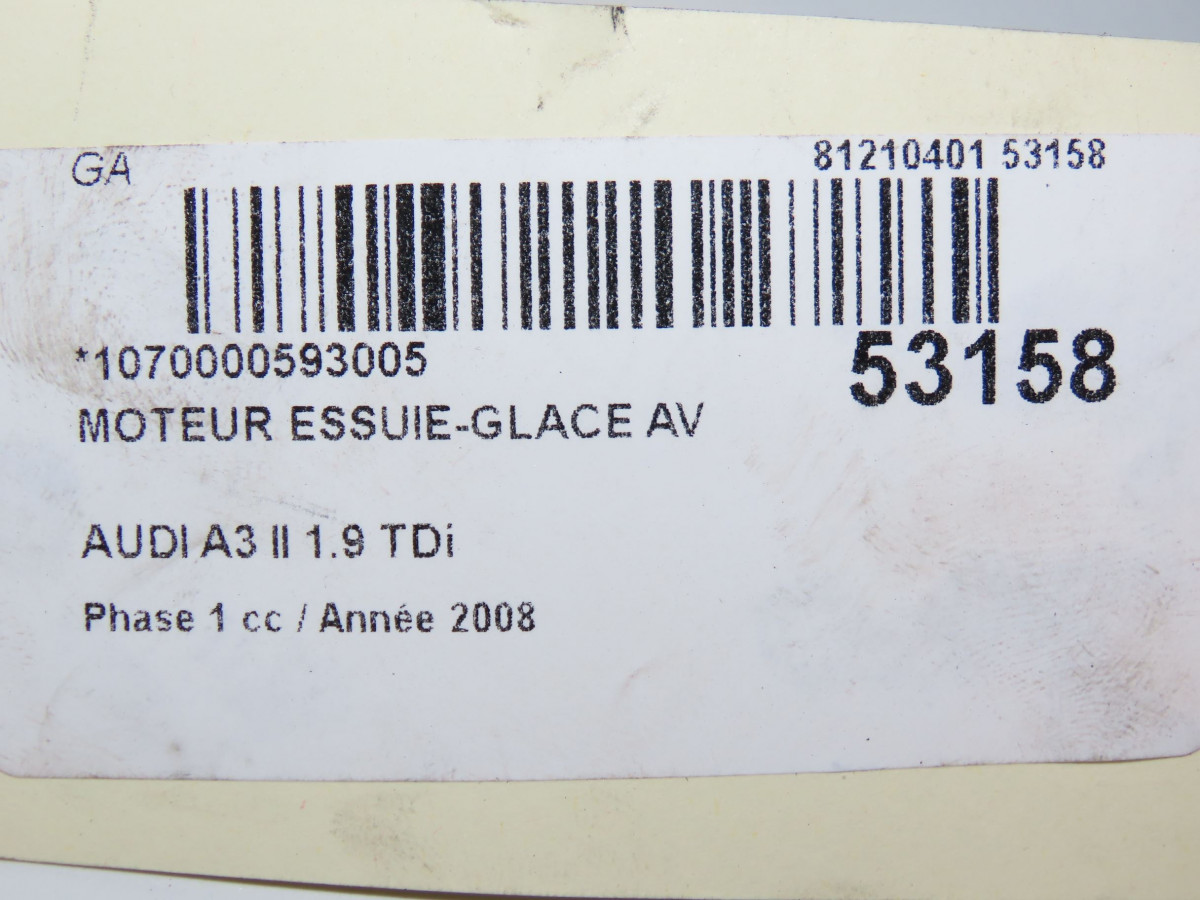 GA 81210401 53158
*1070000593005 53158
MOTEUR ESSUIE-GLACE AV
AUDI A3 II 1.9 TDi
Phase 1 cc / Année 2008